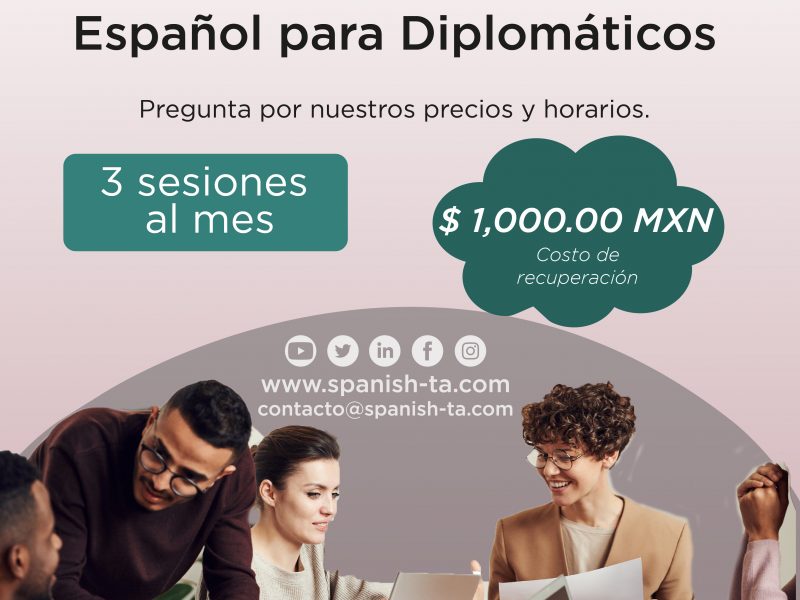 Español para Diplomáticos
Pregunta por nuestros precios y horarios.
3 sesiones
al mes
$ 1,000.00 MXN
Costo de
recuperación
www.spanish-ta.com
contacto@spanish-ta.com